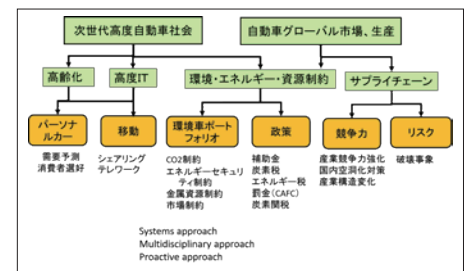 次世代高度自動車社会
自動車グローバル市場、生産
高齢化
高度IT
環境・エネルギー・資源制約
サプライチェーン
パーソナ
ルカー
移動
環境車ポート
フォリオ
政策
競争力
リスク
需要予測
消費者選好
シェアリング
テレワーク
CO2制約
エネルギーセキュリ
ティ制約
金属資源制約
市場制約
補助金
炭素税
エネルギー税
罰金(CAFC)
炭素関税
産業競争力強化
国内空洞化対策
産業構造変化
破壊事象
Systems approach
Multidisciplinary approach
Proactive approach